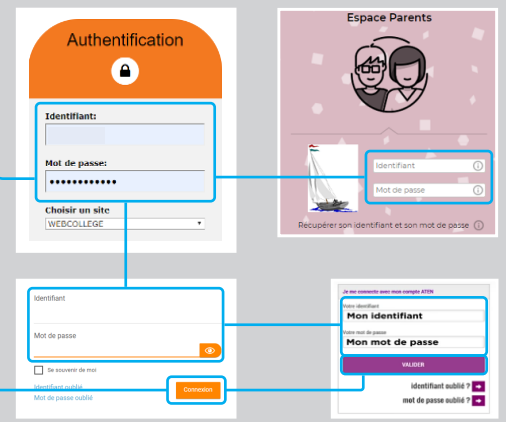 Authentification
Identifiant:
Mot de passe:
Choisir un site
WEBCOLLEGE
Espace Parents
Identifiant
Mot de passe
Recupérer son identifiant et son mot de passe
Identifiant
Mot de passe
Se souvenir de moi
Identifiant oublié ?
Mot de passe oublié
Connexion
Je me connecte avec mon compte ATEN
Votre identifiant
Mon identifiant
Votre mot de passe
Mon mot de passe
VALIDER
identifiant oublié ?
mot de passe oublié ?